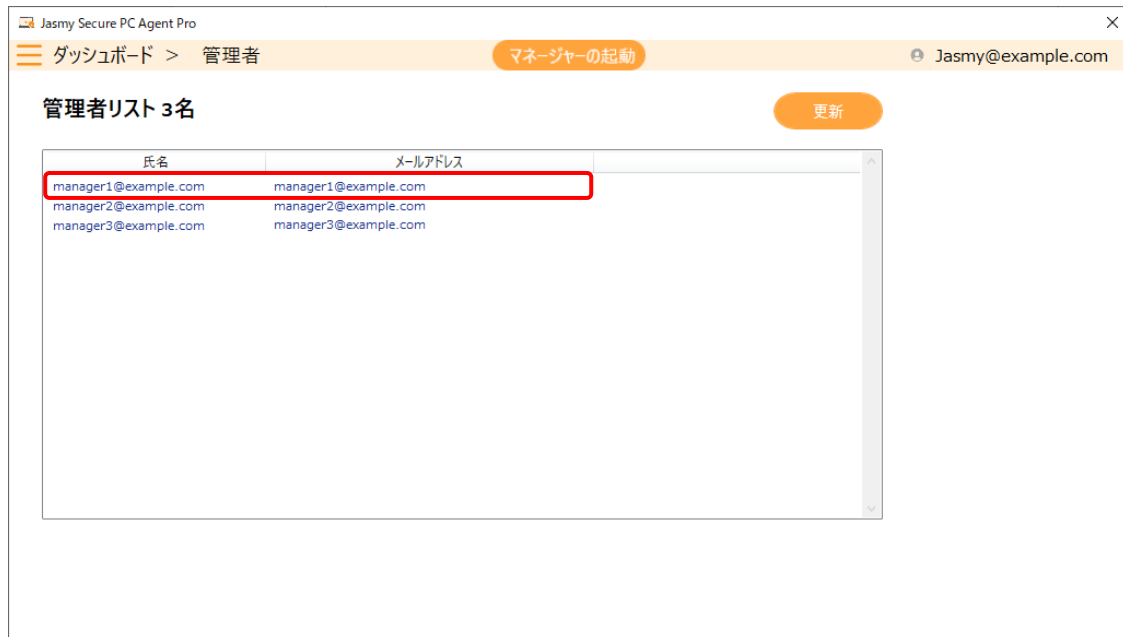 Jasmy Secure PC Agent Pro
ダッシュボード > 管理者 マネージャーの起動 Jasmy@example.com
管理者リスト 3名 更新
氏名 メールアドレス
manager1@example.com manager1@example.com
manager2@example.com manager2@example.com
manager3@example.com manager3@example.com